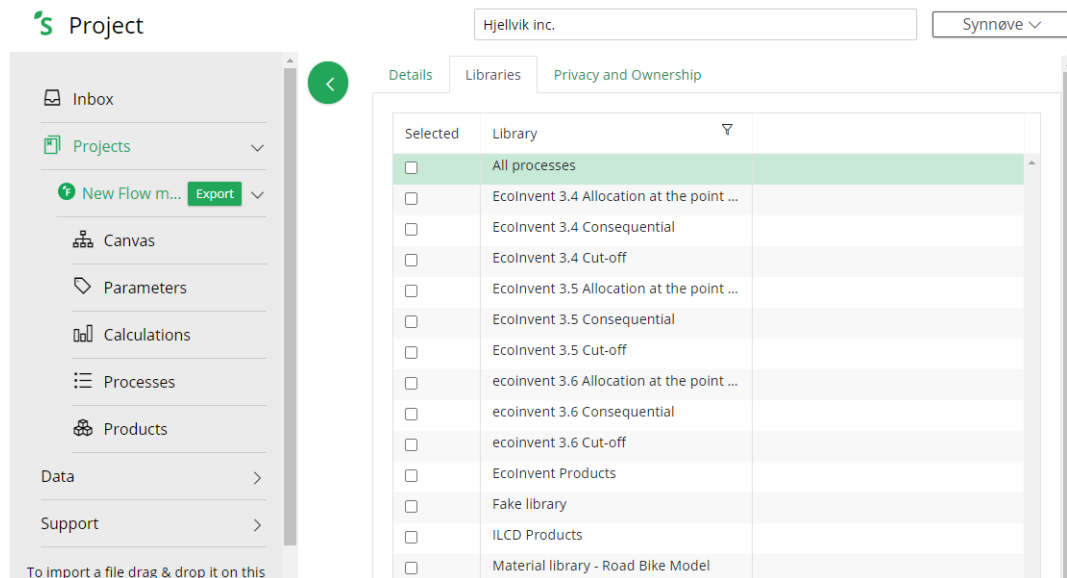 Project
Hjellvik inc.
Synnøve
Inbox
Projects
New Flow m... Export
Canvas
Parameters
Calculations
Processes
Products
Data
Support
To import a file drag & drop it on this
Details Libraries Privacy and Ownership
Selected Library
All processes
EcoInvent 3.4 Allocation at the point ...
EcoInvent 3.4 Consequential
EcoInvent 3.4 Cut-off
EcoInvent 3.5 Allocation at the point ...
EcoInvent 3.5 Consequential
EcoInvent 3.5 Cut-off
ecoinvent 3.6 Allocation at the point ...
ecoinvent 3.6 Consequential
ecoinvent 3.6 Cut-off
EcoInvent Products
Fake library
ILCD Products
Material library - Road Bike Model